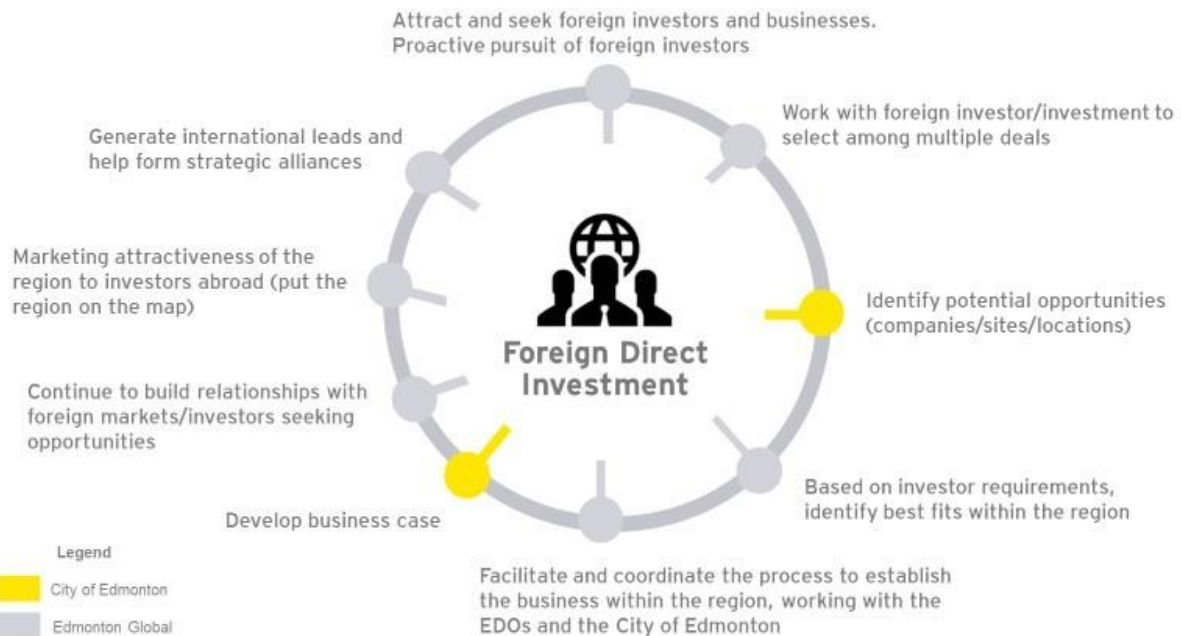 Attract and seek foreign investors and businesses.
Proactive pursuit of foreign investors
Work with foreign investor/investment to
select among multiple deals
Generate international leads and
help form strategic alliances
Marketing attractiveness of the
region to investors abroad (put the
region on the map)
Identify potential opportunities
(companies/sites/locations)
Foreign Direct
Investment
Continue to build relationships with
foreign markets/investors seeking
opportunities
Based on investor requirements,
identify best fits within the region
Develop business case
Facilitate and coordinate the process to establish
the business within the region, working with the
EDOs and the City of Edmonton
Legend
City of Edmonton
Edmonton Global